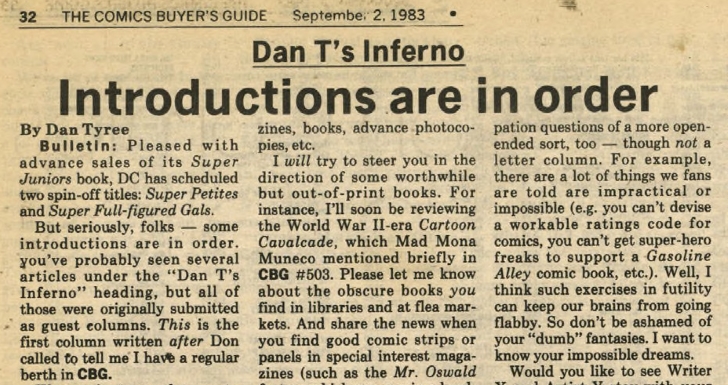 32 THE COMICS BUYER'S GUIDE September 2, 1983 •
Dan T's Inferno
Introductions are in order
By Dan Tyree
Bulletin: Pleased with
advance sales of its Super
Juniors book, DC has scheduled
two spin-off titles: Super Petites
and Super Full-figured Gals.
But seriously, folks — some
introductions are in order.
you've probably seen several
articles under the "Dan T's
Inferno" heading, but all of
those were originally submitted
as guest columns. This is the
first column written after Don
called to tell me I have a regular
berth in CBG.
zines, books, advance photoco-
pies, etc.
I will try to steer you in the
direction of some worthwhile
but out-of-print books. For
instance, I'll soon be reviewing
the World War II-era Cartoon
Cavalcade, which Mad Mona
Muneco mentioned briefly in
CBG #503. Please let me know
about the obscure books you
find in libraries and at flea mar-
kets. And share the news when
you find good comic strips or
panels in special interest maga-
zines (such as the Mr. Oswald
pation questions of a more open-
ended sort, too — though not a
letter column. For example,
there are a lot of things we fans
are told are impractical or
impossible (e.g. you can't devise
a workable ratings code for
comics, you can't get super-hero
freaks to support a Gasoline
Alley comic book, etc.). Well, I
think such exercises in futility
can keep our brains from going
flabby. So don't be ashamed of
your "dumb" fantasies. I want to
know your impossible dreams.
Would you like to see Writer